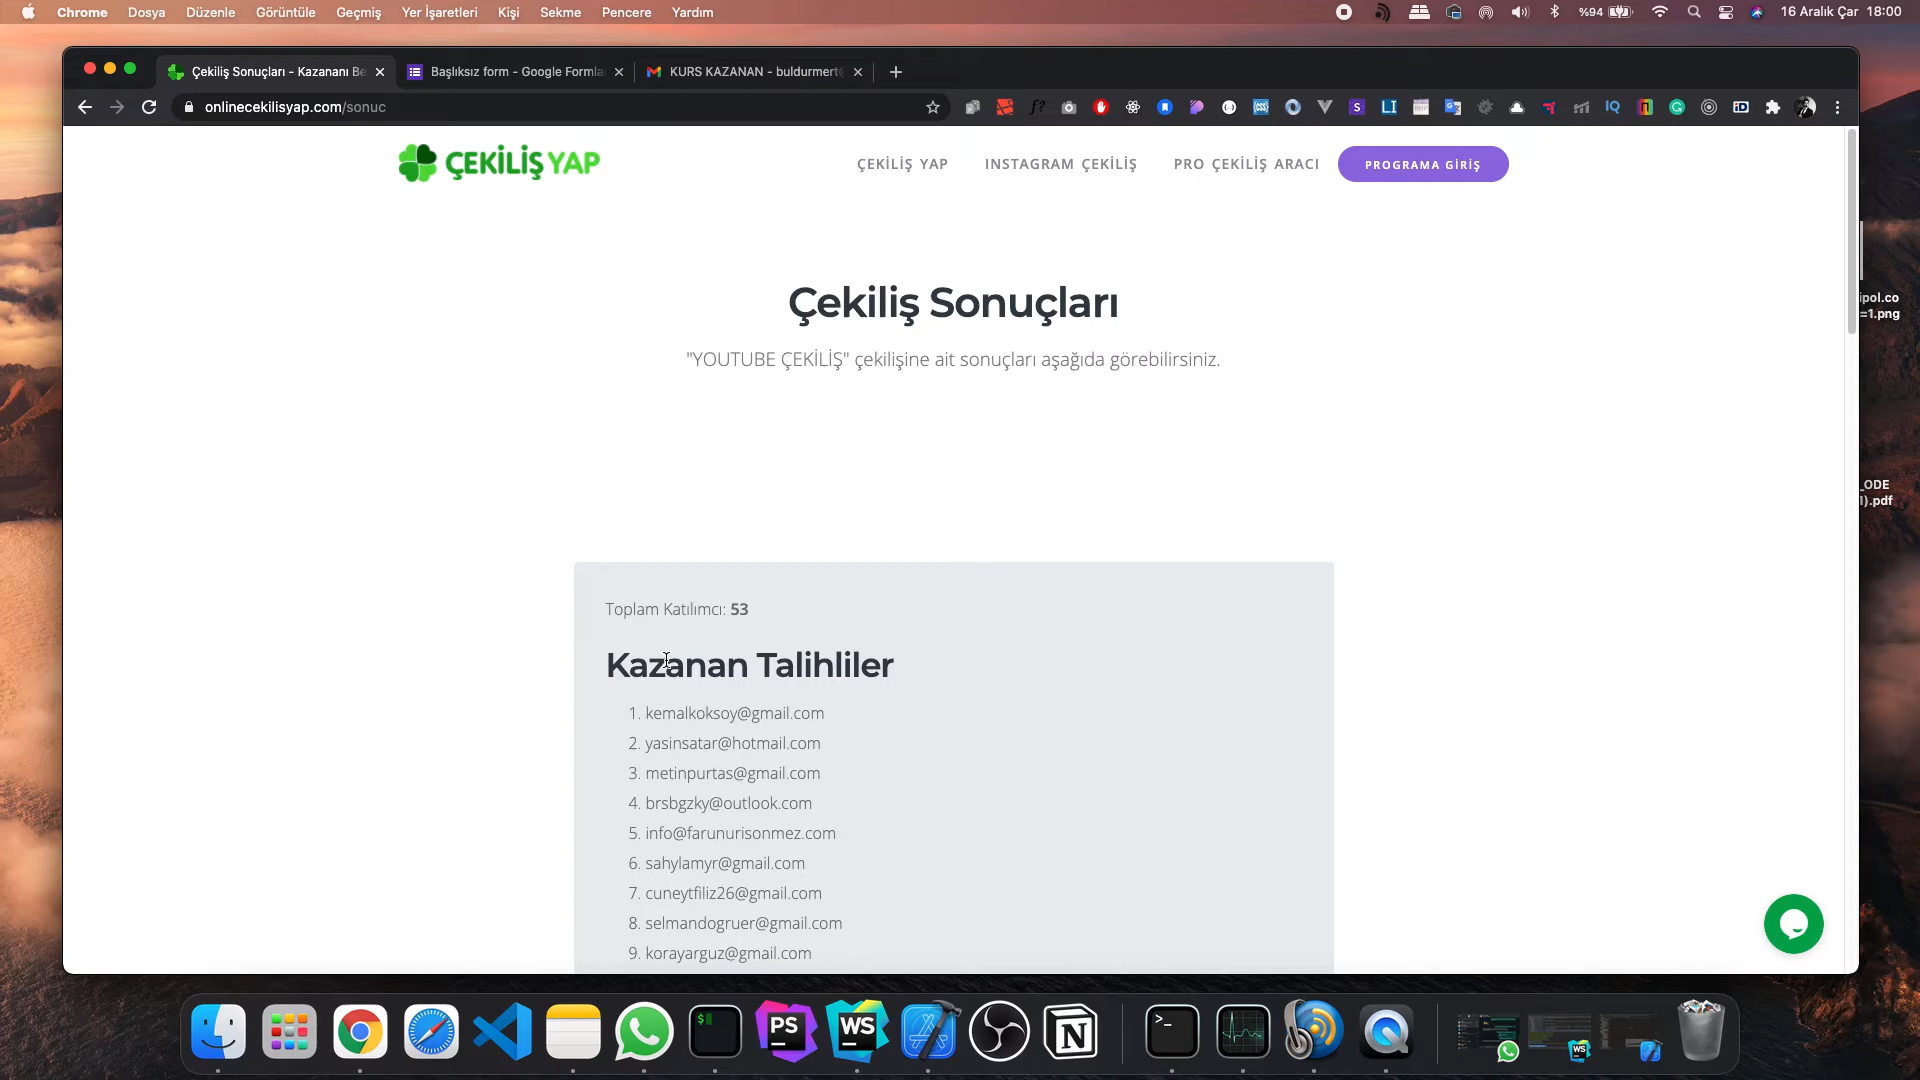 Chrome Dosya Düzenle Görüntüle Geçmiş Yer İşaretleri Kişi Sekme Pencere Yardım
%94
16 Aralık Çar 18:00
Çekiliş Sonuçları - Kazananı Be
Başlıksız form - Google Formla
KURS KAZANAN - buldurmert
onlinecekilisyap.com/sonuc
ÇEKİLİŞ YAP
ÇEKİLİŞ YAP
INSTAGRAM ÇEKİLİŞ
PRO ÇEKİLİŞ ARACI
PROGRAMA GİRİŞ
Çekiliş Sonuçları
"YOUTUBE ÇEKİLİŞ" çekilişine ait sonuçları aşağıda görebilirsiniz.
Toplam Katılımcı: 53
Kazanan Talihliler
1. kemalkoksoy@gmail.com
2. yasinsatar@hotmail.com
3. metinpurtas@gmail.com
4. brsbgzky@outlook.com
5. info@farunurisonmez.com
6. sahylamyr@gmail.com
7. cuneytfiliz26@gmail.com
8. selmandogruer@gmail.com
9. korayarguz@gmail.com
ipol.co
=1.png
_ODE
1).pdf
PS
WS